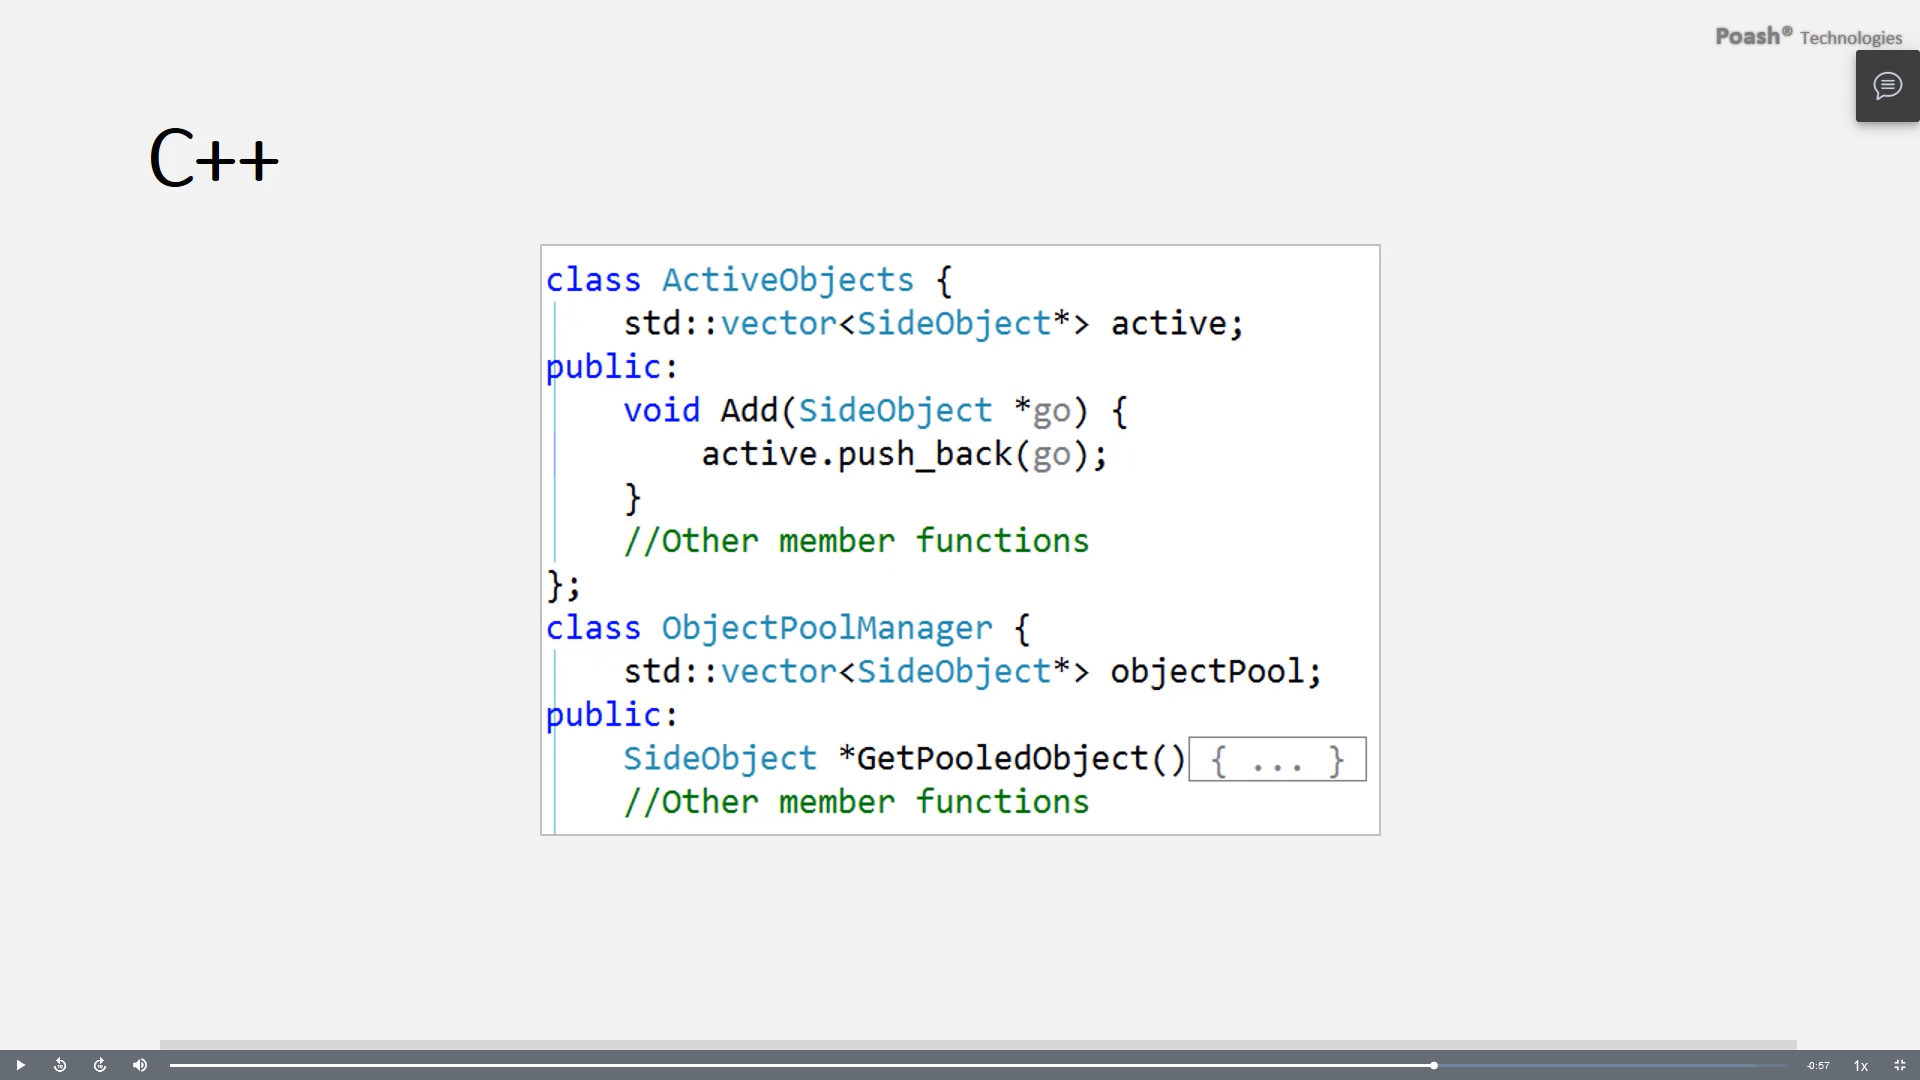 Poash® Technologies
C++
class ActiveObjects {
    std::vector<SideObject*> active;
public:
    void Add(SideObject *go) {
        active.push_back(go);
    }
    //Other member functions
};
class ObjectPoolManager {
    std::vector<SideObject*> objectPool;
public:
    SideObject *GetPooledObject(){ ... }
    //Other member functions
-0:57 1x